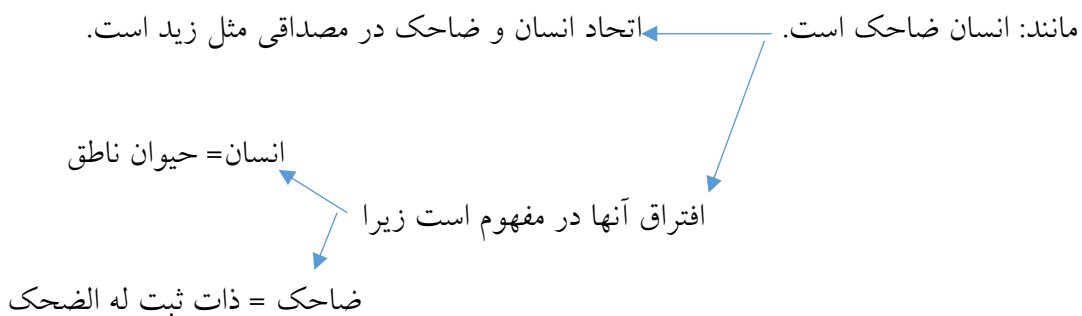 مانند: انسان ضاحک است. اتحاد انسان و ضاحک در مصداقی مثل زید است.
انسان= حیوان ناطق
افتراق آنها در مفهوم است زیرا
ضاحک = ذات ثبت له الضحک